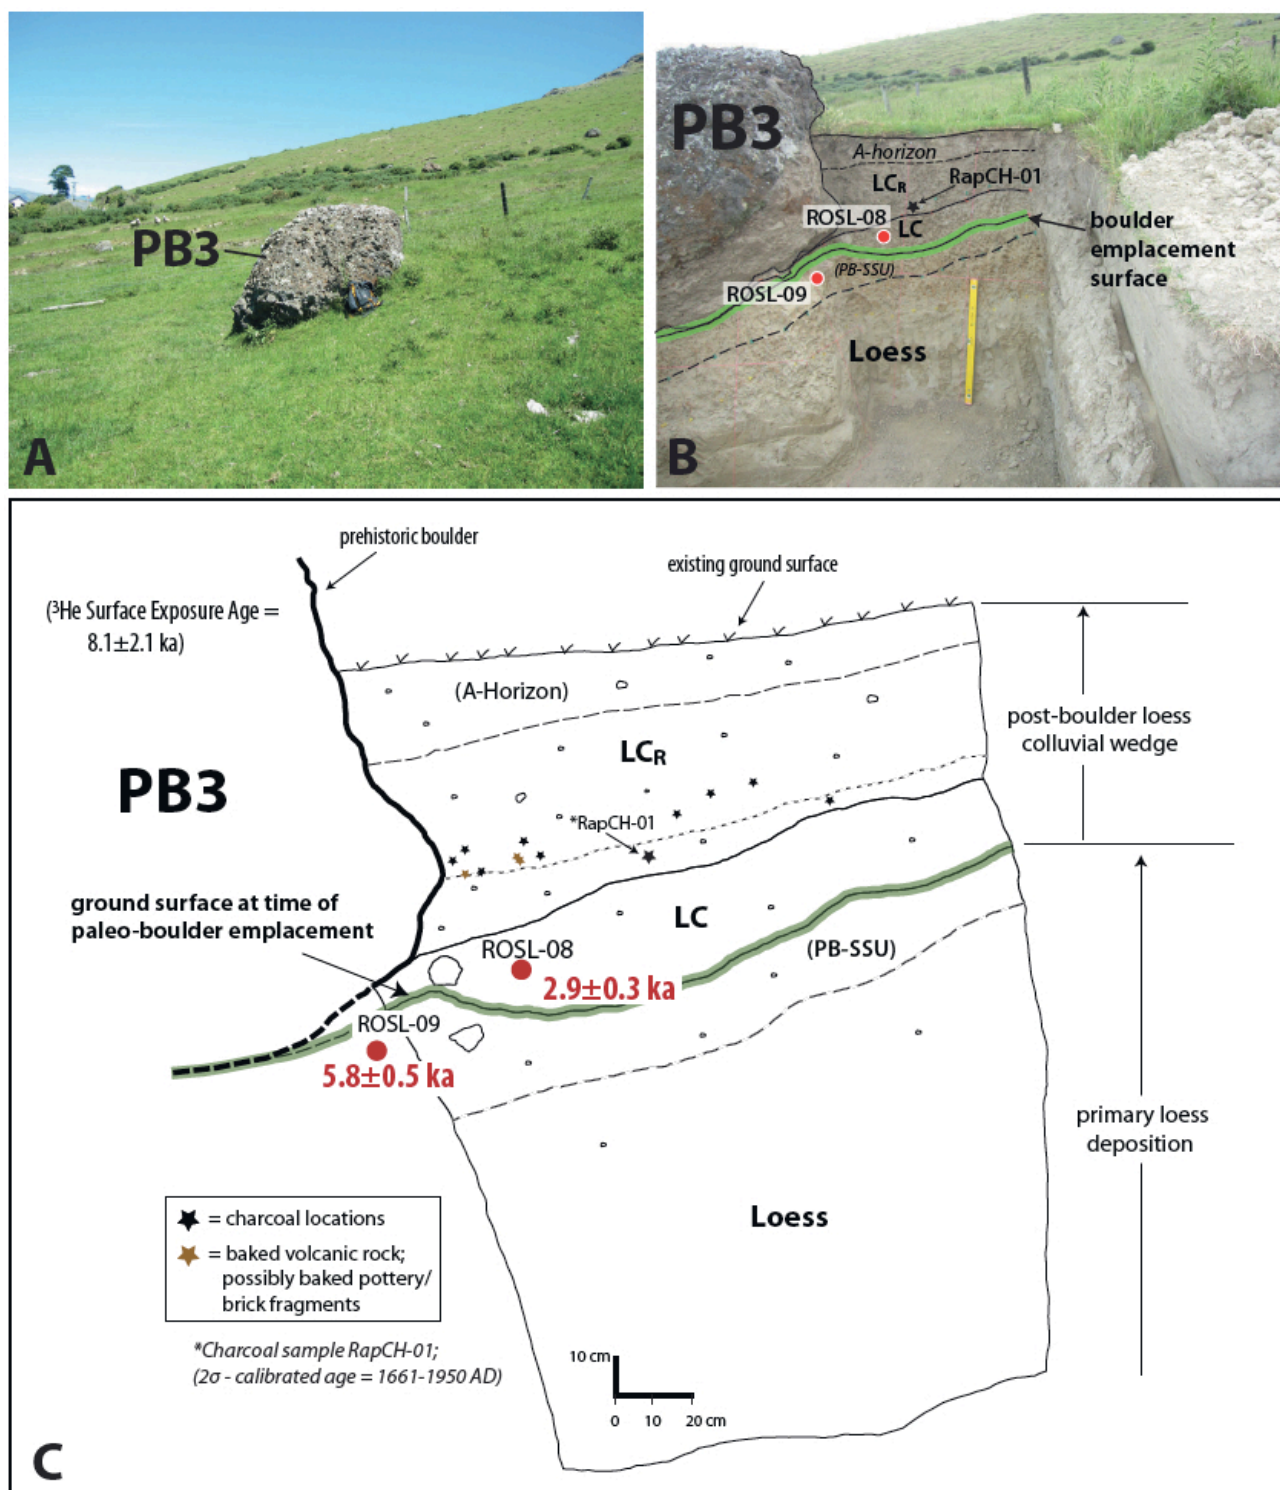 PB3
A
PB3
A-horizon
LCR
RapCH-01
ROSL-08
LC
boulder
emplacement
surface
(PB-SSU)
ROSL-09
Loess
B
prehistoric boulder
existing ground surface
(³He Surface Exposure Age =
8.1±2.1 ka)
(A-Horizon)
post-boulder loess
colluvial wedge
LCR
PB3
*RapCH-01
ground surface at time of
paleo-boulder emplacement
LC
ROSL-08
(PB-SSU)
2.9±0.3 ka
ROSL-09
5.8±0.5 ka
primary loess
deposition
Loess
= charcoal locations
= baked volcanic rock;
possibly baked pottery/
brick fragments
*Charcoal sample RapCH-01;
(2σ - calibrated age = 1661-1950 AD)
10 cm
0 10 20 cm
C